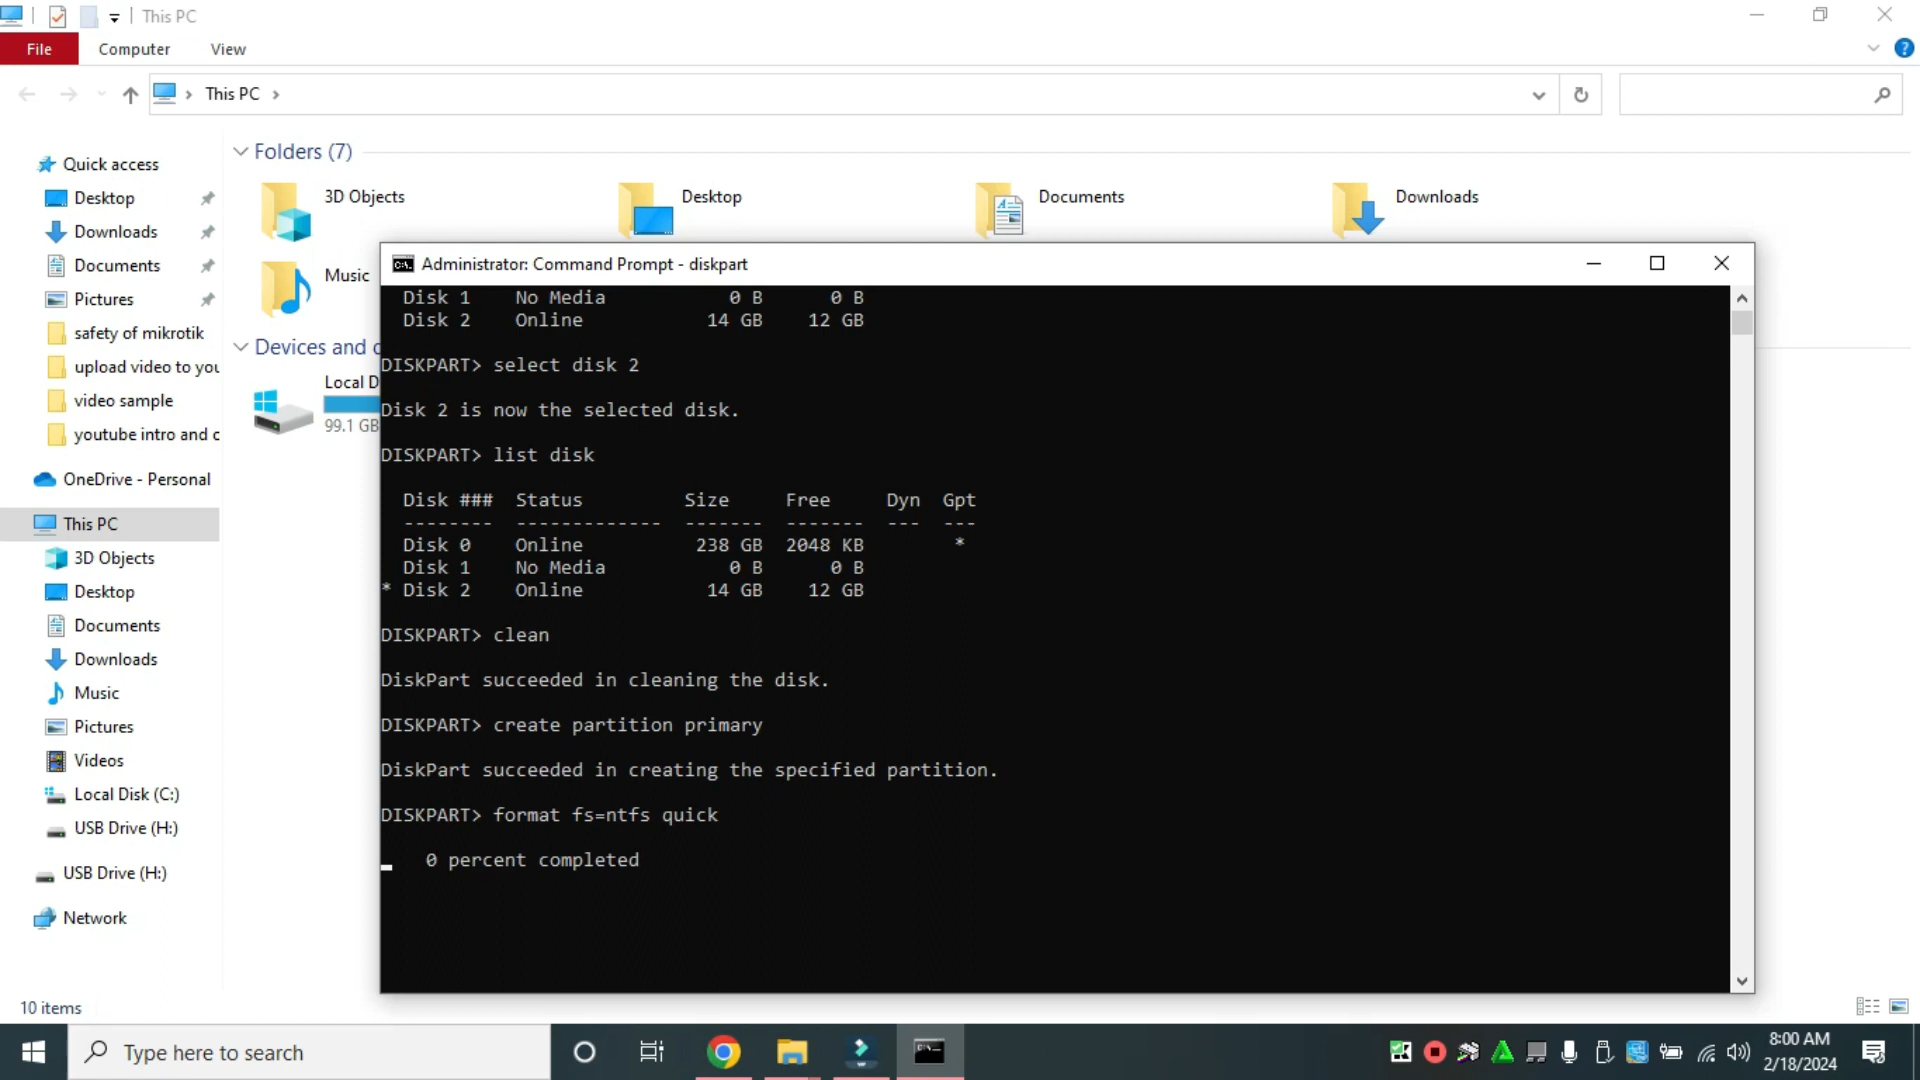 This PC
File Computer View
This PC
Quick access
Desktop
Downloads
Documents
Pictures
safety of mikrotik
upload video to you
video sample
youtube intro and c
OneDrive - Personal
This PC
3D Objects
Desktop
Documents
Downloads
Music
Pictures
Videos
Local Disk (C:)
USB Drive (H:)
USB Drive (H:)
Network
Folders (7)
3D Objects
Desktop
Documents
Downloads
Music
Devices and d
Local D
99.1 GB
Administrator: Command Prompt - diskpart
Disk 1    No Media           0 B      0 B
Disk 2    Online           14 GB    12 GB
DISKPART> select disk 2
Disk 2 is now the selected disk.
DISKPART> list disk
Disk ###  Status         Size     Free     Dyn  Gpt
--------  -------------  -------  -------  ---  ---
Disk 0    Online          238 GB  2048 KB        *
Disk 1    No Media           0 B      0 B
* Disk 2    Online           14 GB    12 GB
DISKPART> clean
DiskPart succeeded in cleaning the disk.
DISKPART> create partition primary
DiskPart succeeded in creating the specified partition.
DISKPART> format fs=ntfs quick
0 percent completed
10 items
Type here to search
8:00 AM
2/18/2024